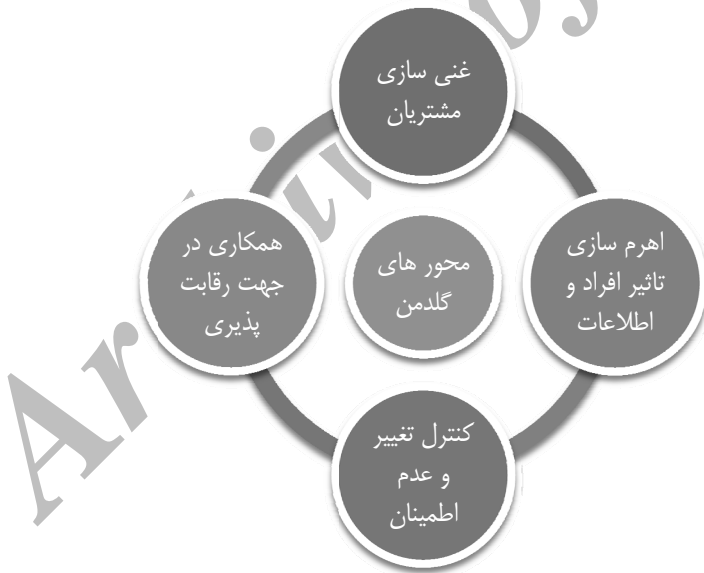 غنی سازی
مشتریان
اهرم سازی
تاثیر افراد و
اطلاعات
محور های
گلدمن
همکاری در
جهت رقابت
پذیری
کنترل تغییر
و عدم
اطمینان